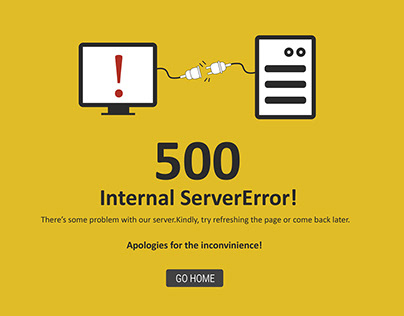 !
500
Internal ServerError!
There's some problem with our server.Kindly, try refreshing the page or come back later.
Apologies for the inconvinience!
GO HOME